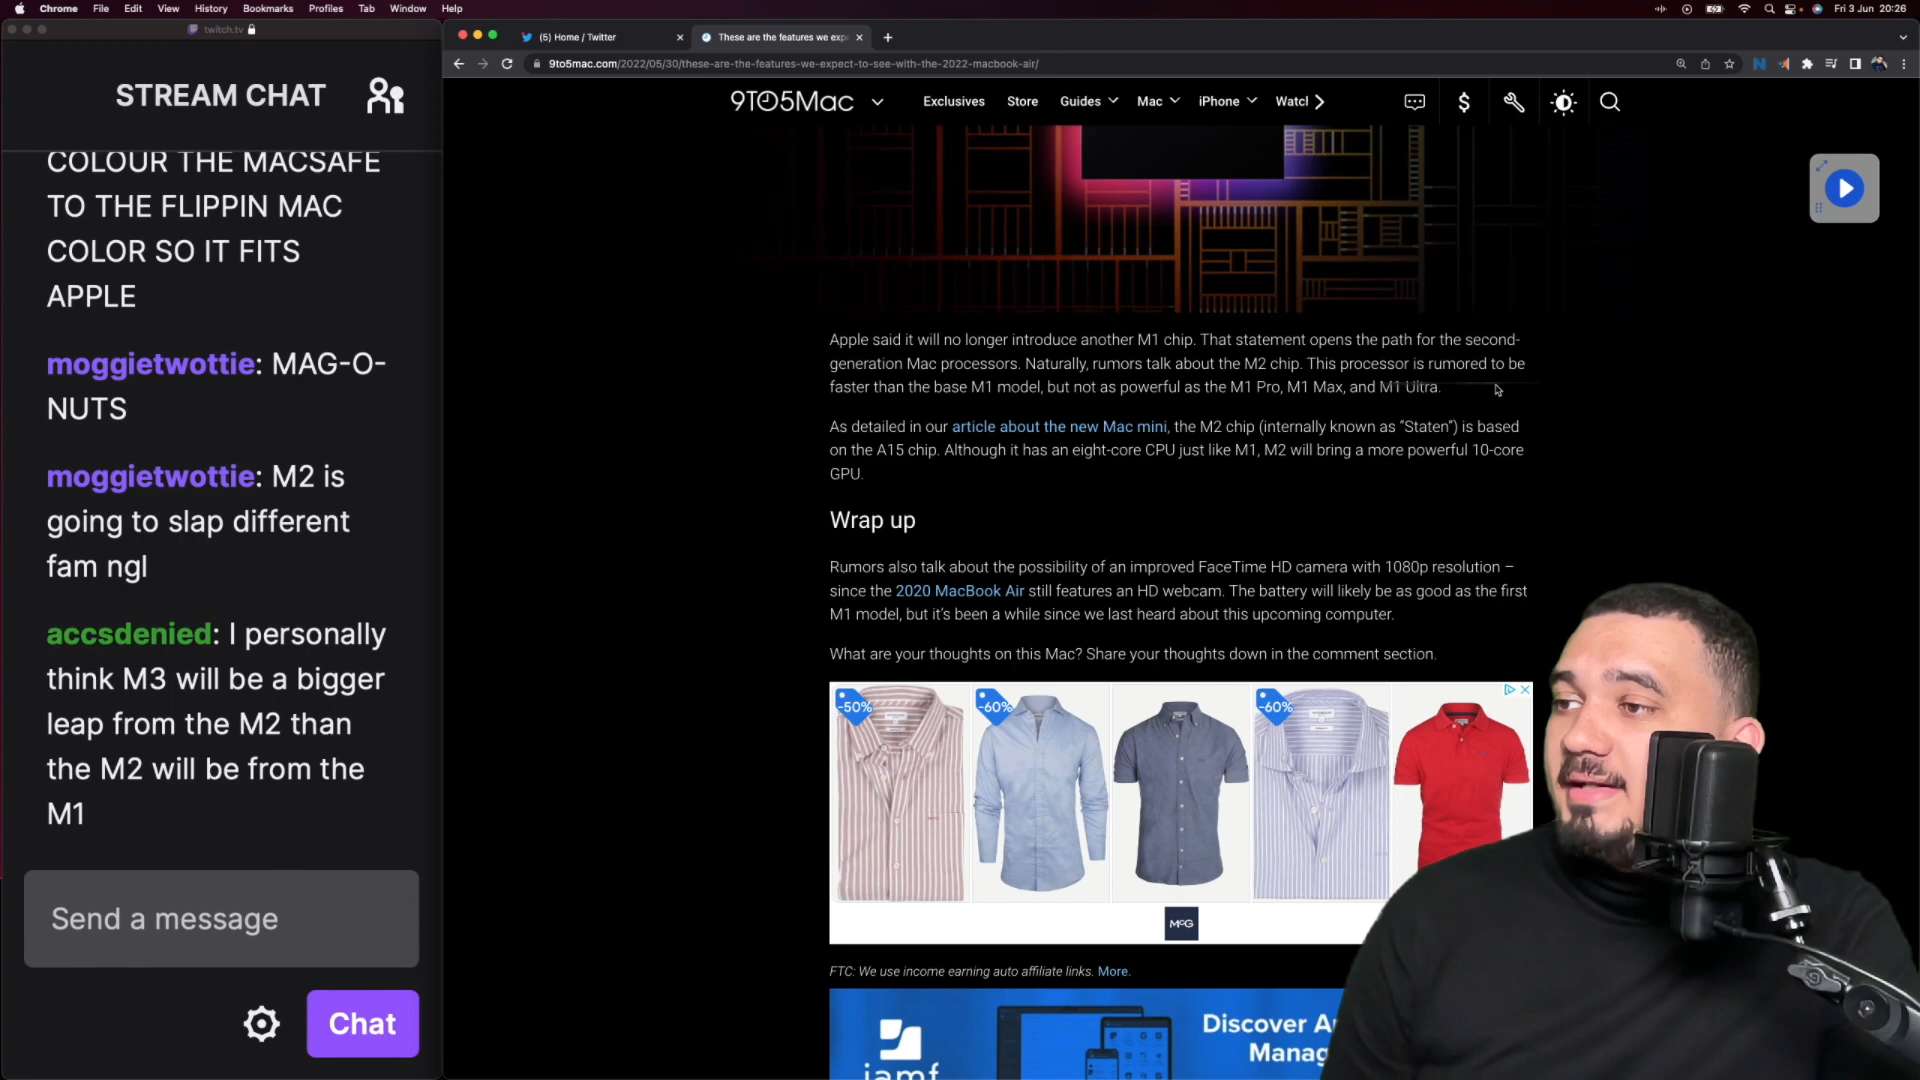 Chrome File Edit View History Bookmarks Profiles Tab Window Help
Fri 3 Jun 20:26
twitch.tv
STREAM CHAT
COLOUR THE MACSAFE
TO THE FLIPPIN MAC
COLOR SO IT FITS
APPLE
moggietwottie: MAG-O-
NUTS
moggietwottie: M2 is
going to slap different
fam ngl
accsdenied: I personally
think M3 will be a bigger
leap from the M2 than
the M2 will be from the
M1
Send a message
Chat
(5) Home / Twitter
These are the features we exp
9to5mac.com/2022/05/30/these-are-the-features-we-expect-to-see-with-the-2022-macbook-air/
9TO5Mac
Exclusives Store Guides Mac iPhone Watcl
Apple said it will no longer introduce another M1 chip. That statement opens the path for the second-
generation Mac processors. Naturally, rumors talk about the M2 chip. This processor is rumored to be
faster than the base M1 model, but not as powerful as the M1 Pro, M1 Max, and M1 Ultra.
As detailed in our article about the new Mac mini, the M2 chip (internally known as “Staten”) is based
on the A15 chip. Although it has an eight-core CPU just like M1, M2 will bring a more powerful 10-core
GPU.
Wrap up
Rumors also talk about the possibility of an improved FaceTime HD camera with 1080p resolution –
since the 2020 MacBook Air still features an HD webcam. The battery will likely be as good as the first
M1 model, but it’s been a while since we last heard about this upcoming computer.
What are your thoughts on this Mac? Share your thoughts down in the comment section.
-50%
-60%
-60%
McG
FTC: We use income earning auto affiliate links. More.
Discover A
Manag
jamf